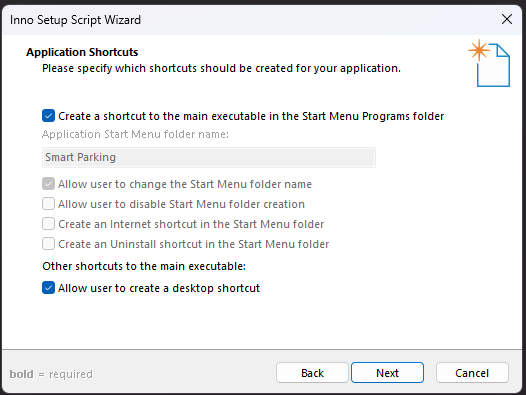 Inno Setup Script Wizard
Application Shortcuts
Please specify which shortcuts should be created for your application.
Create a shortcut to the main executable in the Start Menu Programs folder
Application Start Menu folder name:
Smart Parking
Allow user to change the Start Menu folder name
Allow user to disable Start Menu folder creation
Create an Internet shortcut in the Start Menu folder
Create an Uninstall shortcut in the Start Menu folder
Other shortcuts to the main executable:
Allow user to create a desktop shortcut
bold = required
Back
Next
Cancel